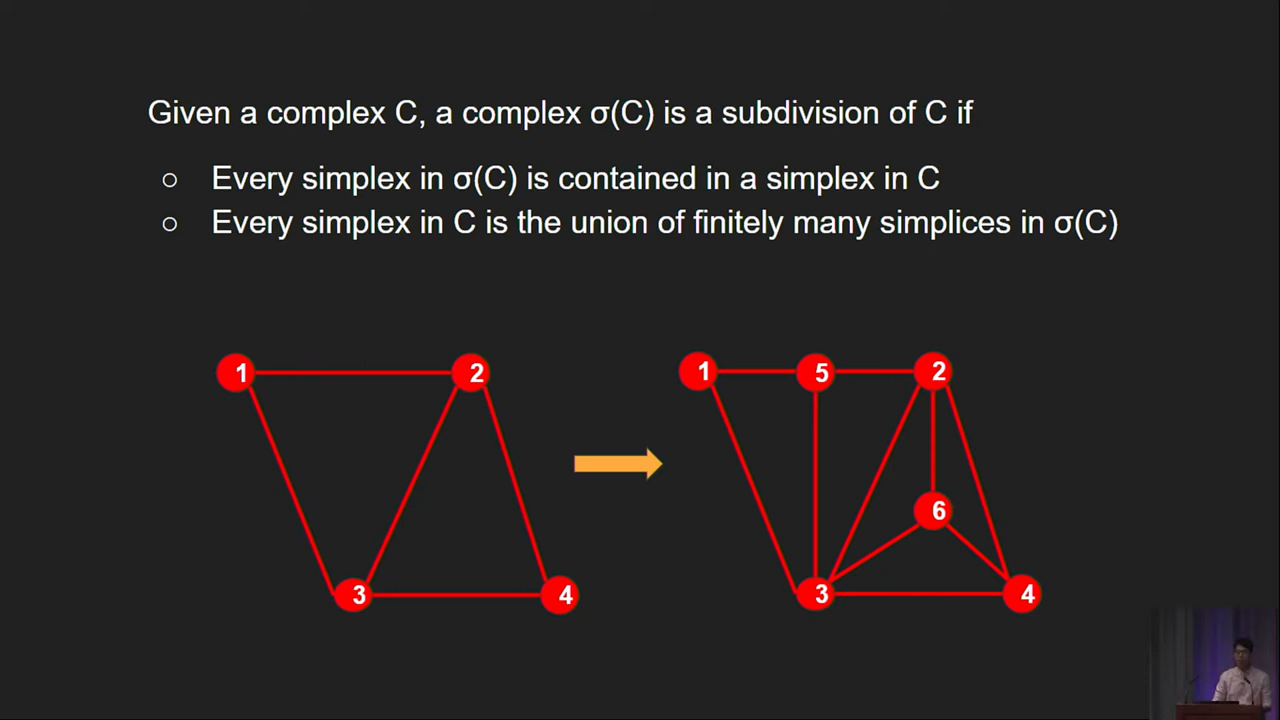 Given a complex C, a complex σ(C) is a subdivision of C if
○ Every simplex in σ(C) is contained in a simplex in C
○ Every simplex in C is the union of finitely many simplices in σ(C)
1 2 1 5 2
6
3 4 3 4